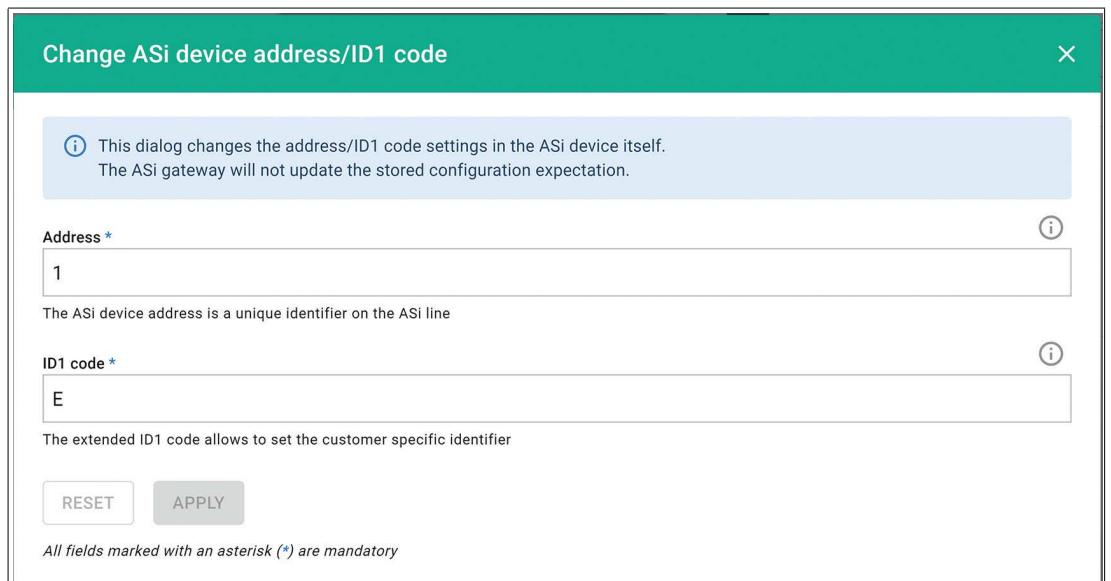 Change ASi device address/ID1 code
This dialog changes the address/ID1 code settings in the ASi device itself.
The ASi gateway will not update the stored configuration expectation.
Address *
1
The ASi device address is a unique identifier on the ASi line
ID1 code *
E
The extended ID1 code allows to set the customer specific identifier
RESET APPLY
All fields marked with an asterisk (*) are mandatory